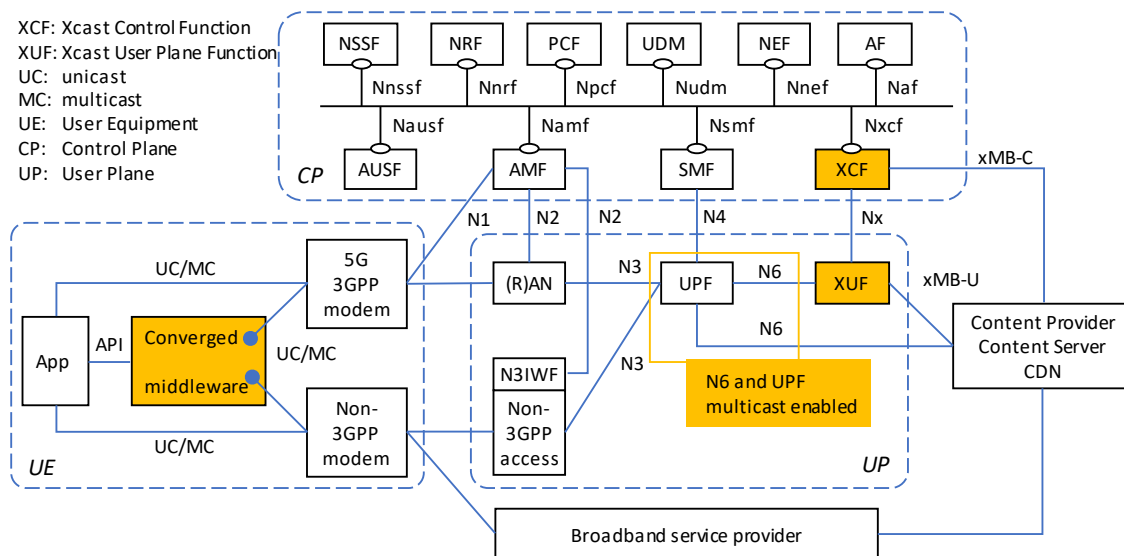 XCF: Xcast Control Function
XUF: Xcast User Plane Function
UC: unicast
MC: multicast
UE: User Equipment
CP: Control Plane
UP: User Plane
NSSF
NRF
PCF
UDM
NEF
AF
Nnssf
Nnrf
Npcf
Nudm
Nnef
Naf
Nausf
Namf
Nsmf
Nxcf
CP
AUSF
AMF
SMF
XCF
xMB-C
N1
N2
N2
N4
Nx
UC/MC
5G
3GPP
modem
(R)AN
N3
UPF
N6
XUF
xMB-U
App
API
Converged
middleware
UC/MC
N6
Content Provider
Content Server
CDN
N3
N3IWF
Non-
3GPP
access
N6 and UPF
multicast enabled
UC/MC
Non-
3GPP
modem
UE
UP
Broadband service provider